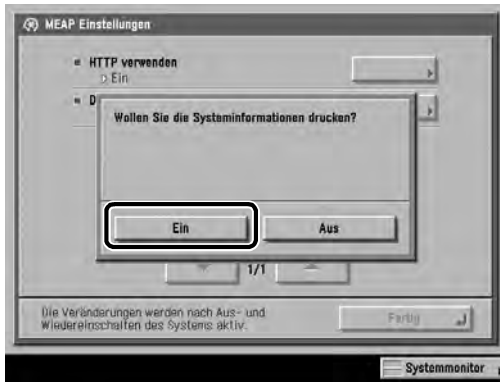 MEAP Einstellungen
HTTP verwenden
Ein
D
Wollen Sie die Systeminformationen drucken?
Ein
Aus
1/1
Die Veränderungen werden nach Aus- und
Wiedereinschalten des Systems aktiv.
Fertig
Systemmonitor